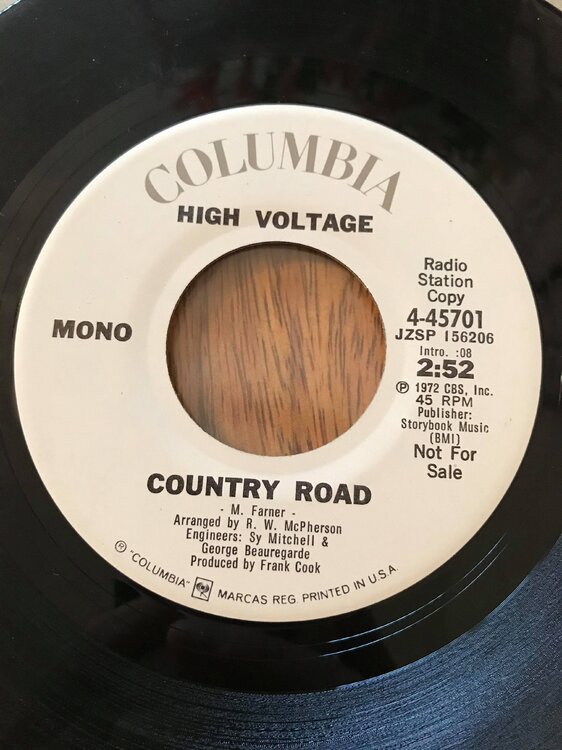 COLUMBIA
HIGH VOLTAGE
MONO
Radio
Station
Copy
4-45701
JZSP 156206
Intro. :08
2:52
Ⓟ 1972 CBS, Inc.
45 RPM
Publisher:
Storybook Music
(BMI)
Not For
Sale
COUNTRY ROAD
- M. Farner -
Arranged by R. W. McPherson
Engineers: Sy Mitchell &
George Beauregarde
Produced by Frank Cook
® "COLUMBIA" MARCAS REG. PRINTED IN U.S.A.